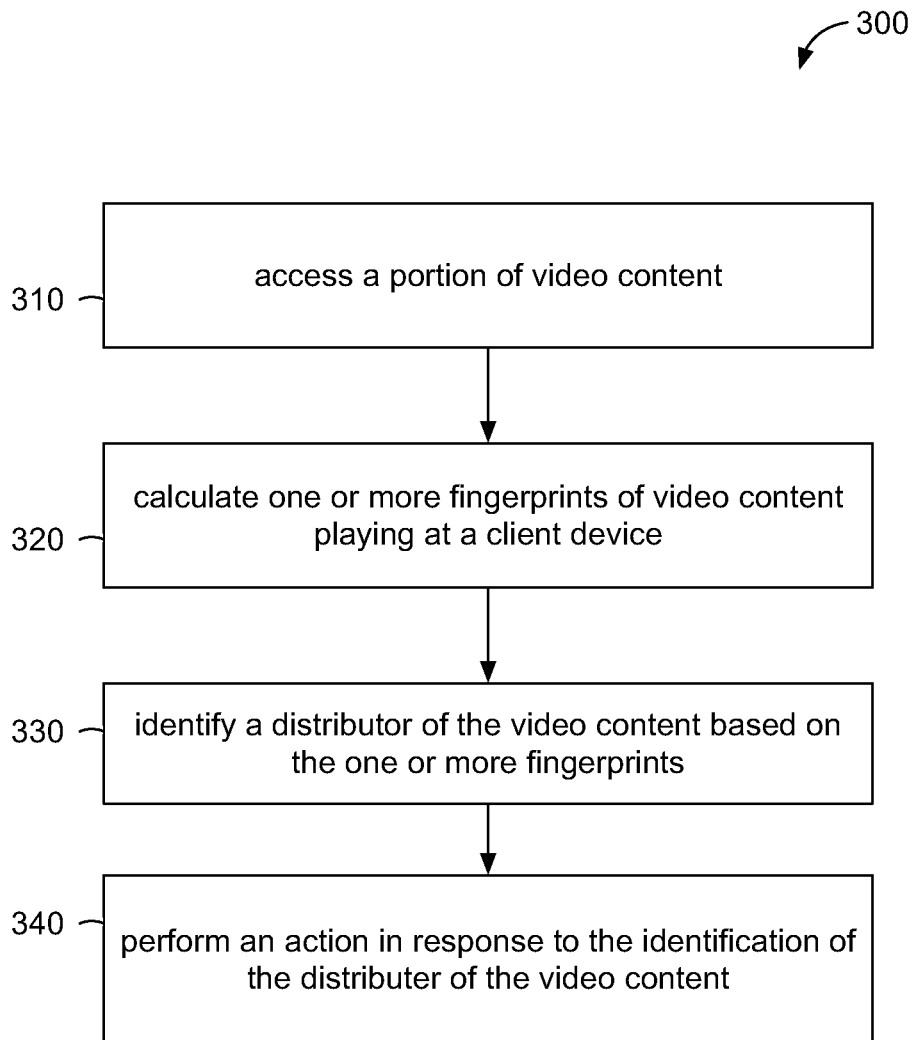 300
access a portion of video content
310
calculate one or more fingerprints of video content
playing at a client device
320
identify a distributor of the video content based on
the one or more fingerprints
330
perform an action in response to the identification of
the distributer of the video content
340